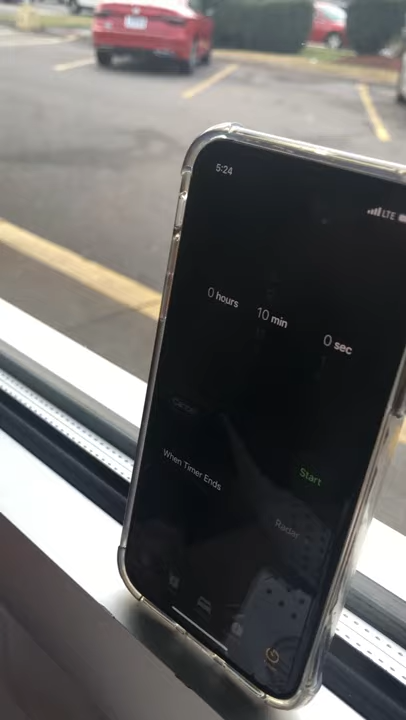 5:24
LTE
0 hours 10 min 0 sec
Cancel
Start
When Timer Ends
Radar